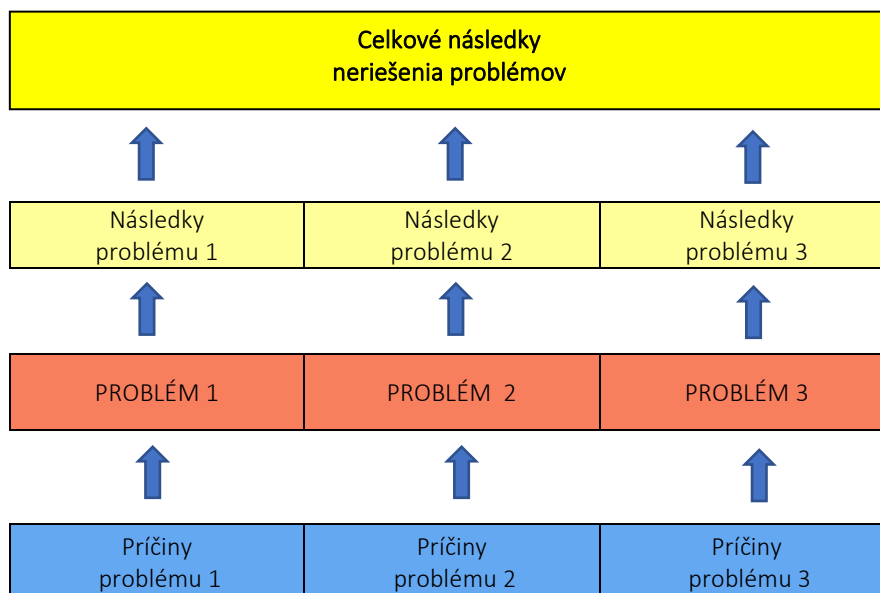 Celkové následky
neriešenia problémov
Následky
problému 1
Následky
problému 2
Následky
problému 3
PROBLÉM 1
PROBLÉM  2
PROBLÉM 3
Príčiny
problému 1
Príčiny
problému 2
Príčiny
problému 3